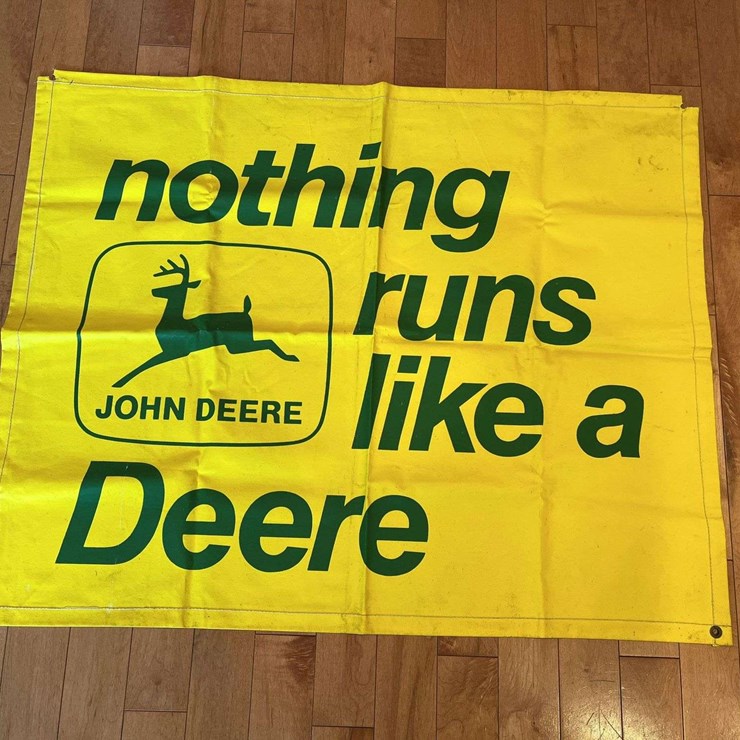 nothing
runs
like a
JOHN DEERE
Deere